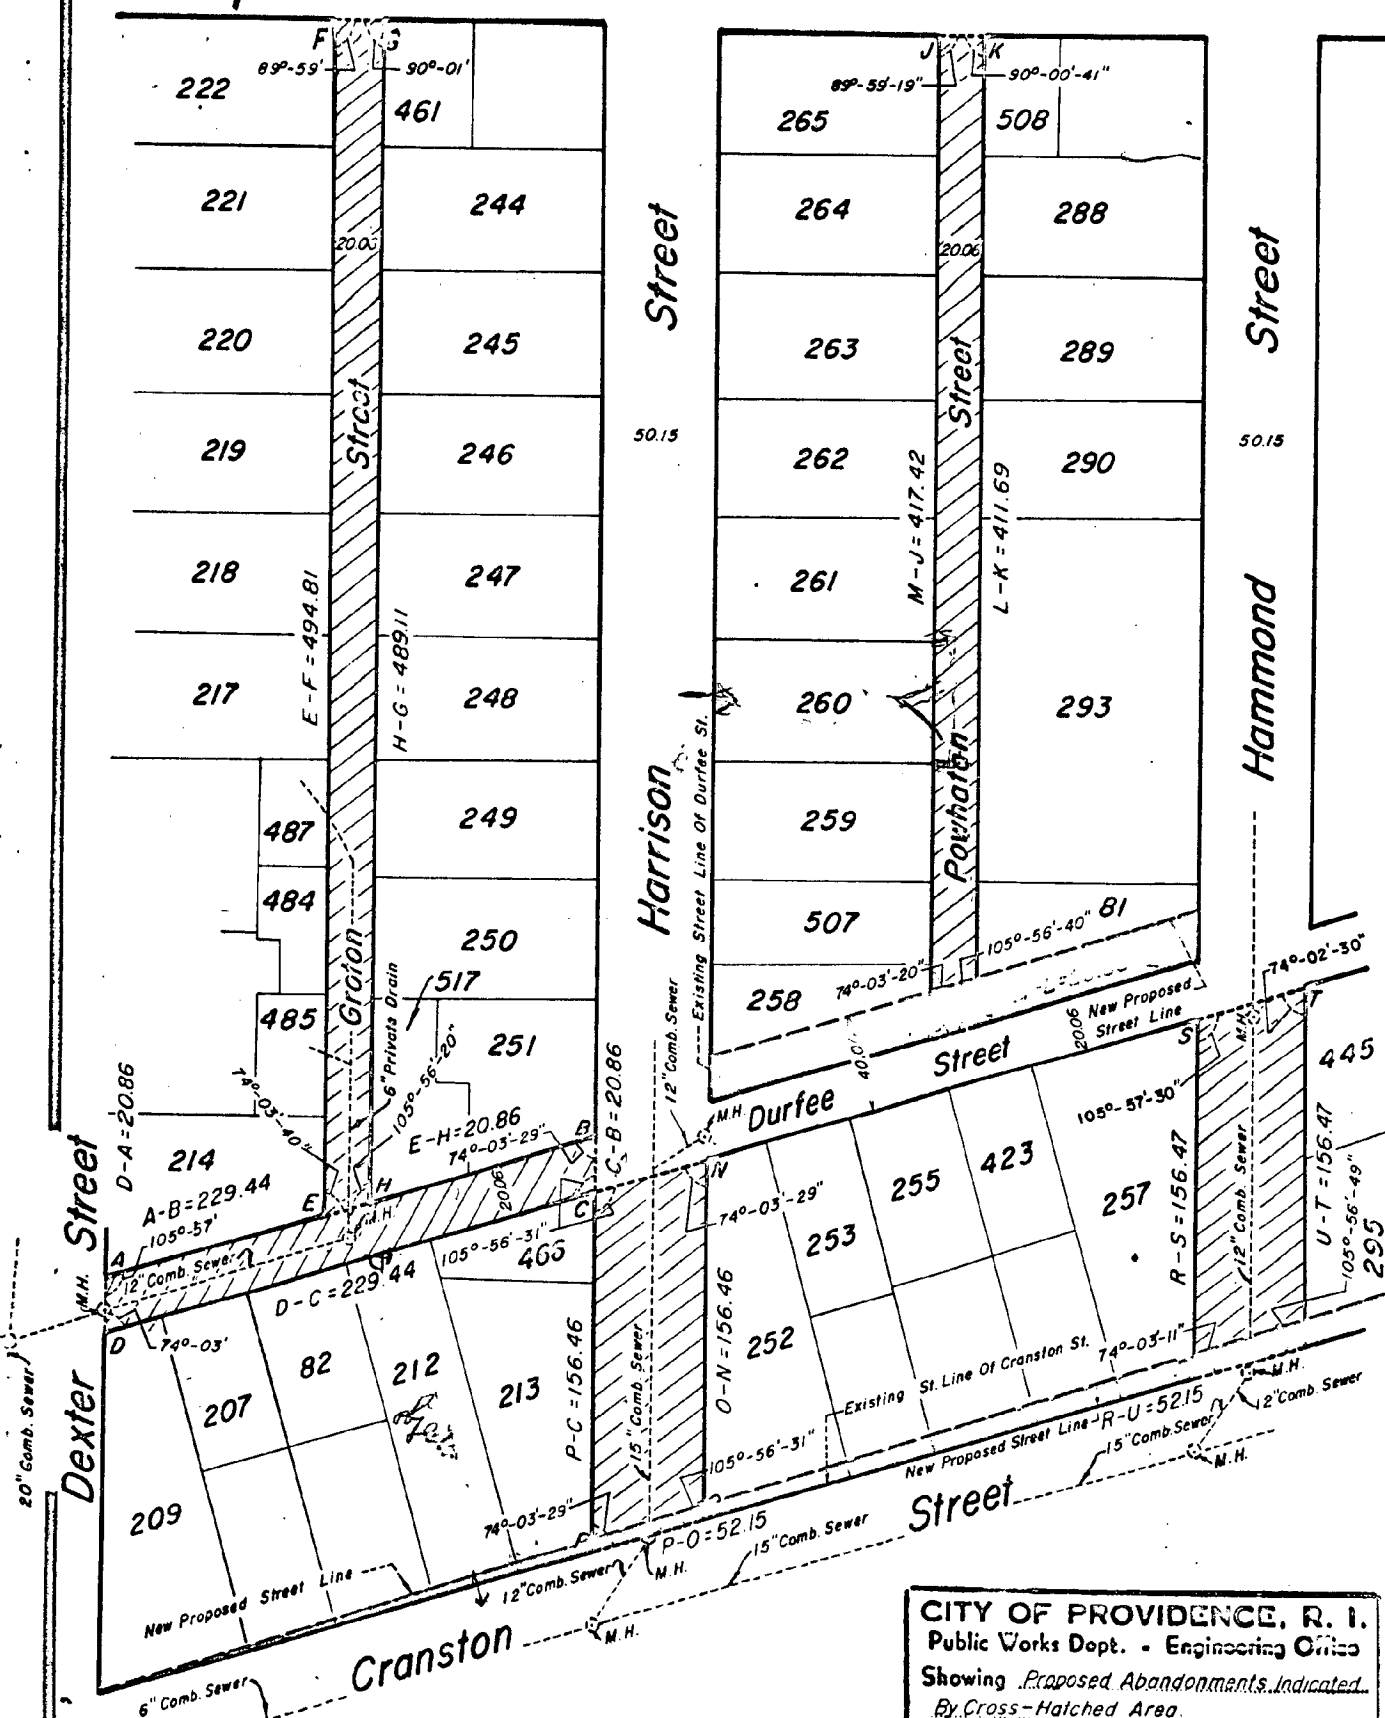 F
G
89°-59'
90°-01'
222
461
J
K
89°-59'-19"
90°-00'-41"
265
508
221
244
264
288
20.06
220
245
263
289
219
246
262
290
Street
Street
Street
Street
50.15
50.15
218
247
261
M-J=417.42
L-K=411.69
217
248
260
293
E-F=494.81
H-G=489.11
Harrison
Existing Street Line Of Durfee St.
Powhaton
Hammond
487
249
259
484
250
507
81
485
517
251
258
74°-03'-20"
105°-56'-40"
74°-02'-30"
6" Private Drain
105°-56'-20"
74°-03'-40"
12" Comb. Sewer
New Proposed
Street Line
20.06
M.H.
Durfee
Street
S
T
M.H.
445
D-A=20.86
214
A-B=229.44
105°-57'
E-H=20.86
74°-03'-29"
B
C-B=20.86
105°-57'-30"
E
H
M.H.
20.06
C
N
74°-03'-29"
A
12" Comb. Sewer
D
74°-03'
D-C=229.44
105°-56'-31"
466
253
255
423
257
R-S=156.47
12" Comb. Sewer
U-T=156.47
105°-56'-49"
295
Dexter
Street
M.H.
20" Comb. Sewer
207
82
212
213
209
P-C=156.46
15" Comb. Sewer
O-N=156.46
252
74°-03'-29"
105°-56'-31"
Existing St. Line Of Cranston St.
74°-03'-11"
M.H.
12" Comb. Sewer
New Proposed Street Line
R-U=52.15
15" Comb. Sewer
M.H.
P-O=52.15
15" Comb. Sewer
M.H.
12" Comb. Sewer
M.H.
New Proposed Street Line
6" Comb. Sewer
Cranston
Street
CITY OF PROVIDENCE, R. I.
Public Works Dept. - Engineering Office
Showing Proposed Abandonments Indicated
By Cross-Hatched Area.